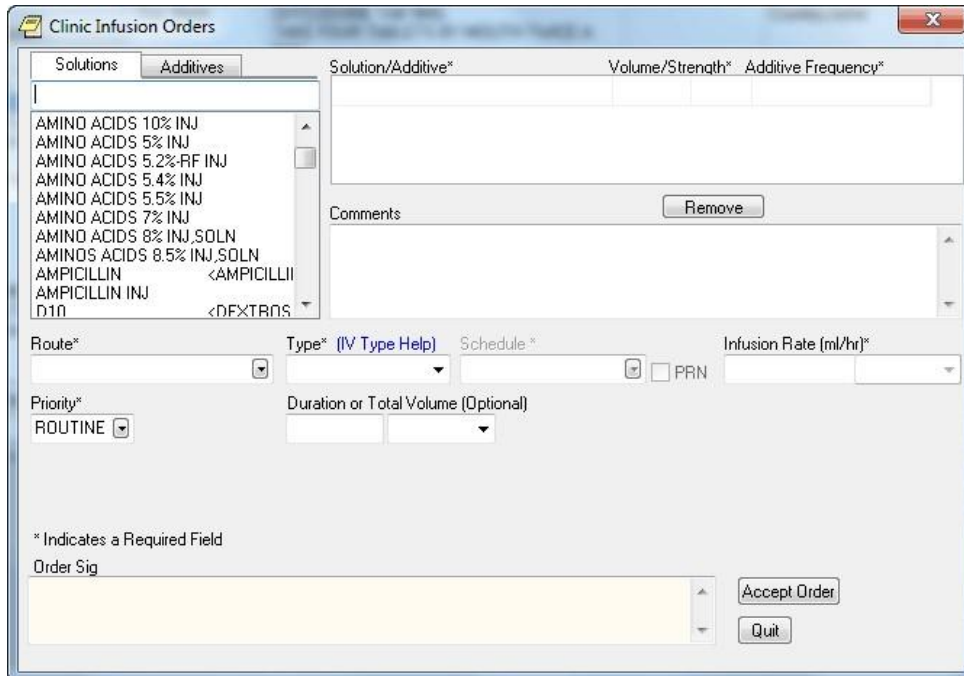 Clinic Infusion Orders
Solutions Additives
Solution/Additive* Volume/Strength* Additive Frequency*
AMINO ACIDS 10% INJ
AMINO ACIDS 5% INJ
AMINO ACIDS 5.2%-RF INJ
AMINO ACIDS 5.4% INJ
AMINO ACIDS 5.5% INJ
AMINO ACIDS 7% INJ
AMINO ACIDS 8% INJ,SOLN
AMINOS ACIDS 8.5% INJ,SOLN
AMPICILLIN <AMPICILLI
AMPICILLIN INJ
D10 <DEXTROS
Comments Remove
Route* Type* (IV Type Help) Schedule * PRN Infusion Rate (ml/hr)*
Priority* Duration or Total Volume (Optional)
ROUTINE
* Indicates a Required Field
Order Sig
Accept Order
Quit